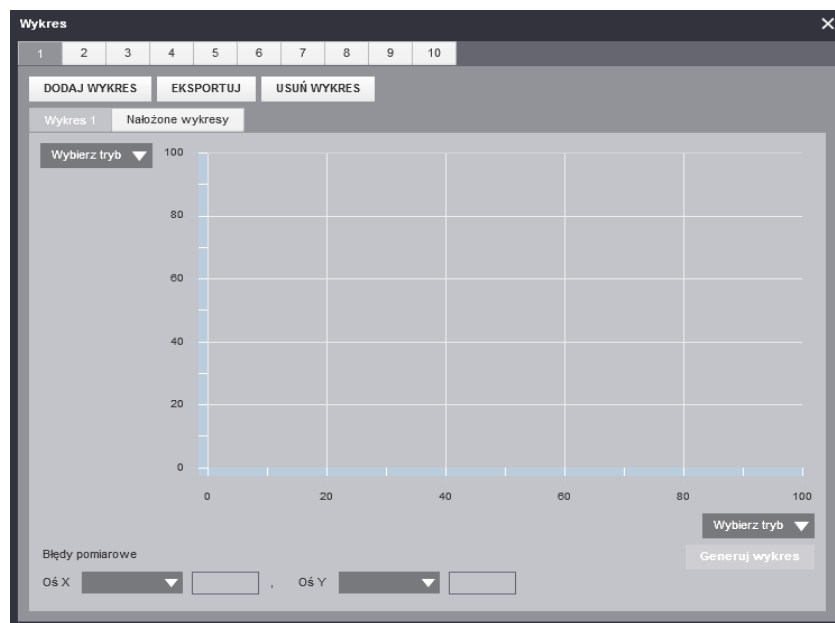 Wykres
1 2 3 4 5 6 7 8 9 10
DODAJ WYKRES EKSPORTUJ USUŃ WYKRES
Wykres 1 Nałożone wykresy
Wybierz tryb
100
80
60
40
20
0
0 20 40 60 80 100
Wybierz tryb
Błędy pomiarowe
Generuj wykres
Oś X , Oś Y